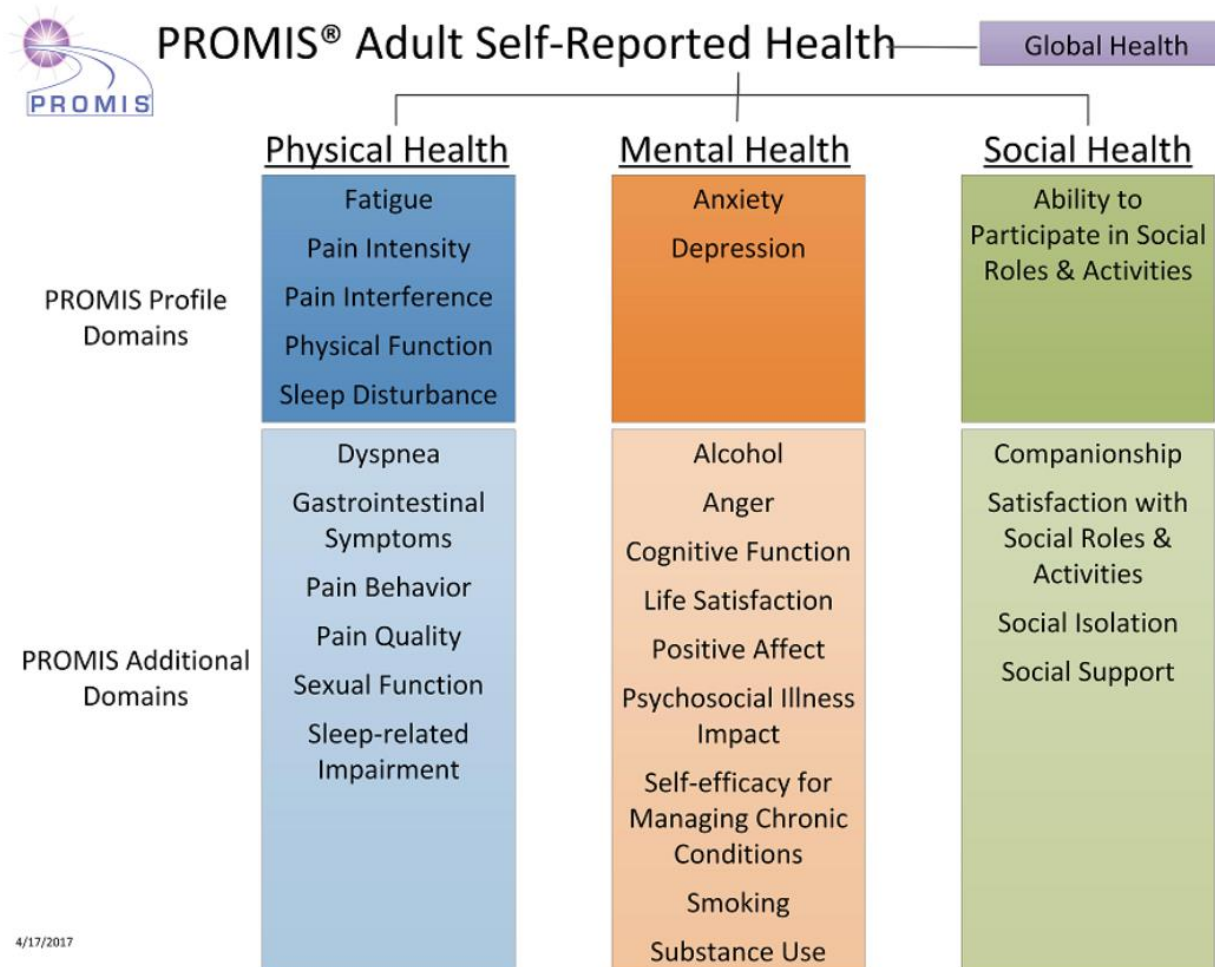 PROMIS® Adult Self-Reported Health
Global Health
PROMIS
Physical Health
Mental Health
Social Health
PROMIS Profile
Domains
Fatigue
Pain Intensity
Pain Interference
Physical Function
Sleep Disturbance
Anxiety
Depression
Ability to
Participate in Social
Roles & Activities
PROMIS Additional
Domains
Dyspnea
Gastrointestinal
Symptoms
Pain Behavior
Pain Quality
Sexual Function
Sleep-related
Impairment
Alcohol
Anger
Cognitive Function
Life Satisfaction
Positive Affect
Psychosocial Illness
Impact
Self-efficacy for
Managing Chronic
Conditions
Smoking
Substance Use
Companionship
Satisfaction with
Social Roles &
Activities
Social Isolation
Social Support
4/17/2017